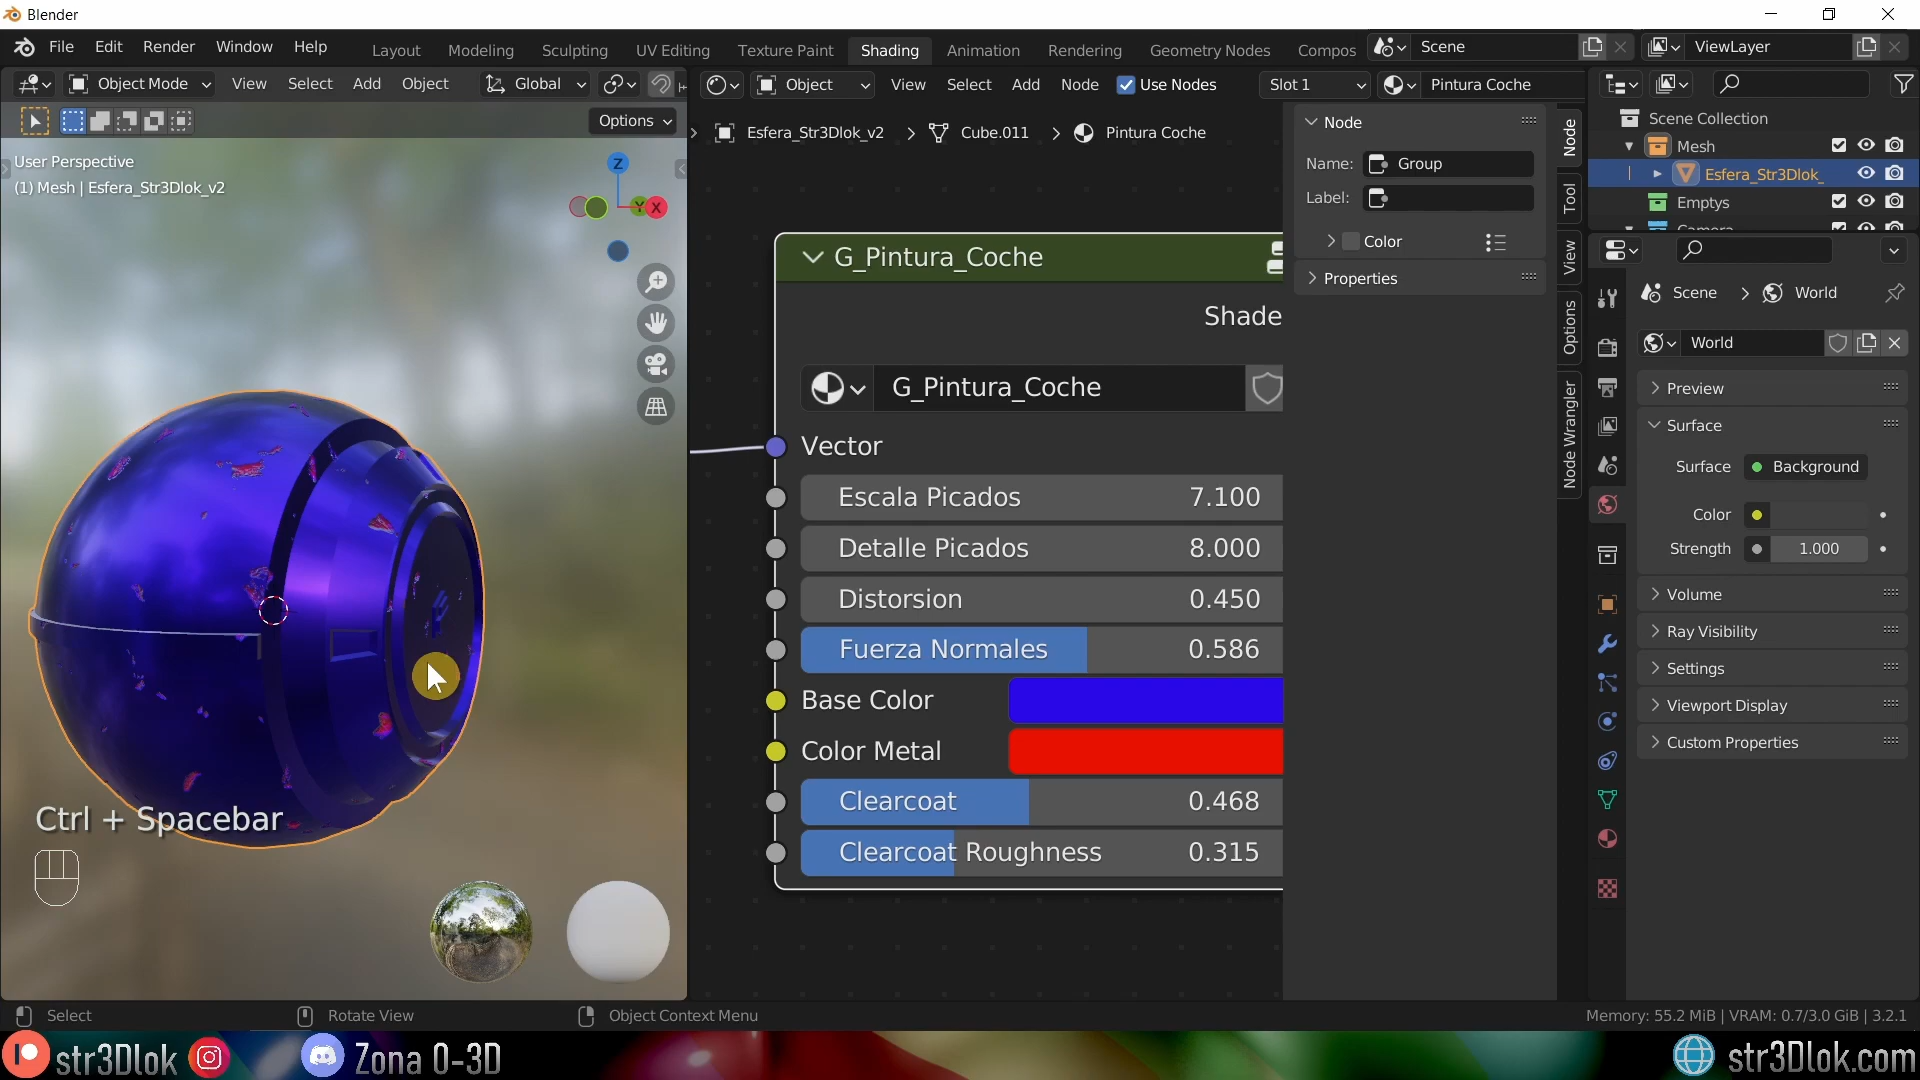 Blender
File Edit Render Window Help Layout Modeling Sculpting UV Editing Texture Paint Shading Animation Rendering Geometry Nodes Compos Scene ViewLayer
Object Mode View Select Add Object Global Object View Select Add Node Use Nodes Slot 1 Pintura Coche
Options
User Perspective
(1) Mesh | Esfera_Str3Dlok_v2
Z
Y
X
Ctrl + Spacebar
Esfera_Str3Dlok_v2 Cube.011 Pintura Coche
G_Pintura_Coche
Shade
G_Pintura_Coche
Vector
Escala Picados 7.100
Detalle Picados 8.000
Distorsion 0.450
Fuerza Normales 0.586
Base Color
Color Metal
Clearcoat 0.468
Clearcoat Roughness 0.315
Node
Name: Group
Label:
Color
Properties
Node
Tool
View
Options
Node Wrangler
Scene Collection
Mesh
Esfera_Str3Dlok_
Emptys
Camera
Scene World
World
Preview
Surface
Surface Background
Color
Strength 1.000
Volume
Ray Visibility
Settings
Viewport Display
Custom Properties
Select Rotate View Object Context Menu Memory: 55.2 MiB | VRAM: 0.7/3.0 GiB | 3.2.1
str3Dlok Zona 0-3D str3Dlok.com